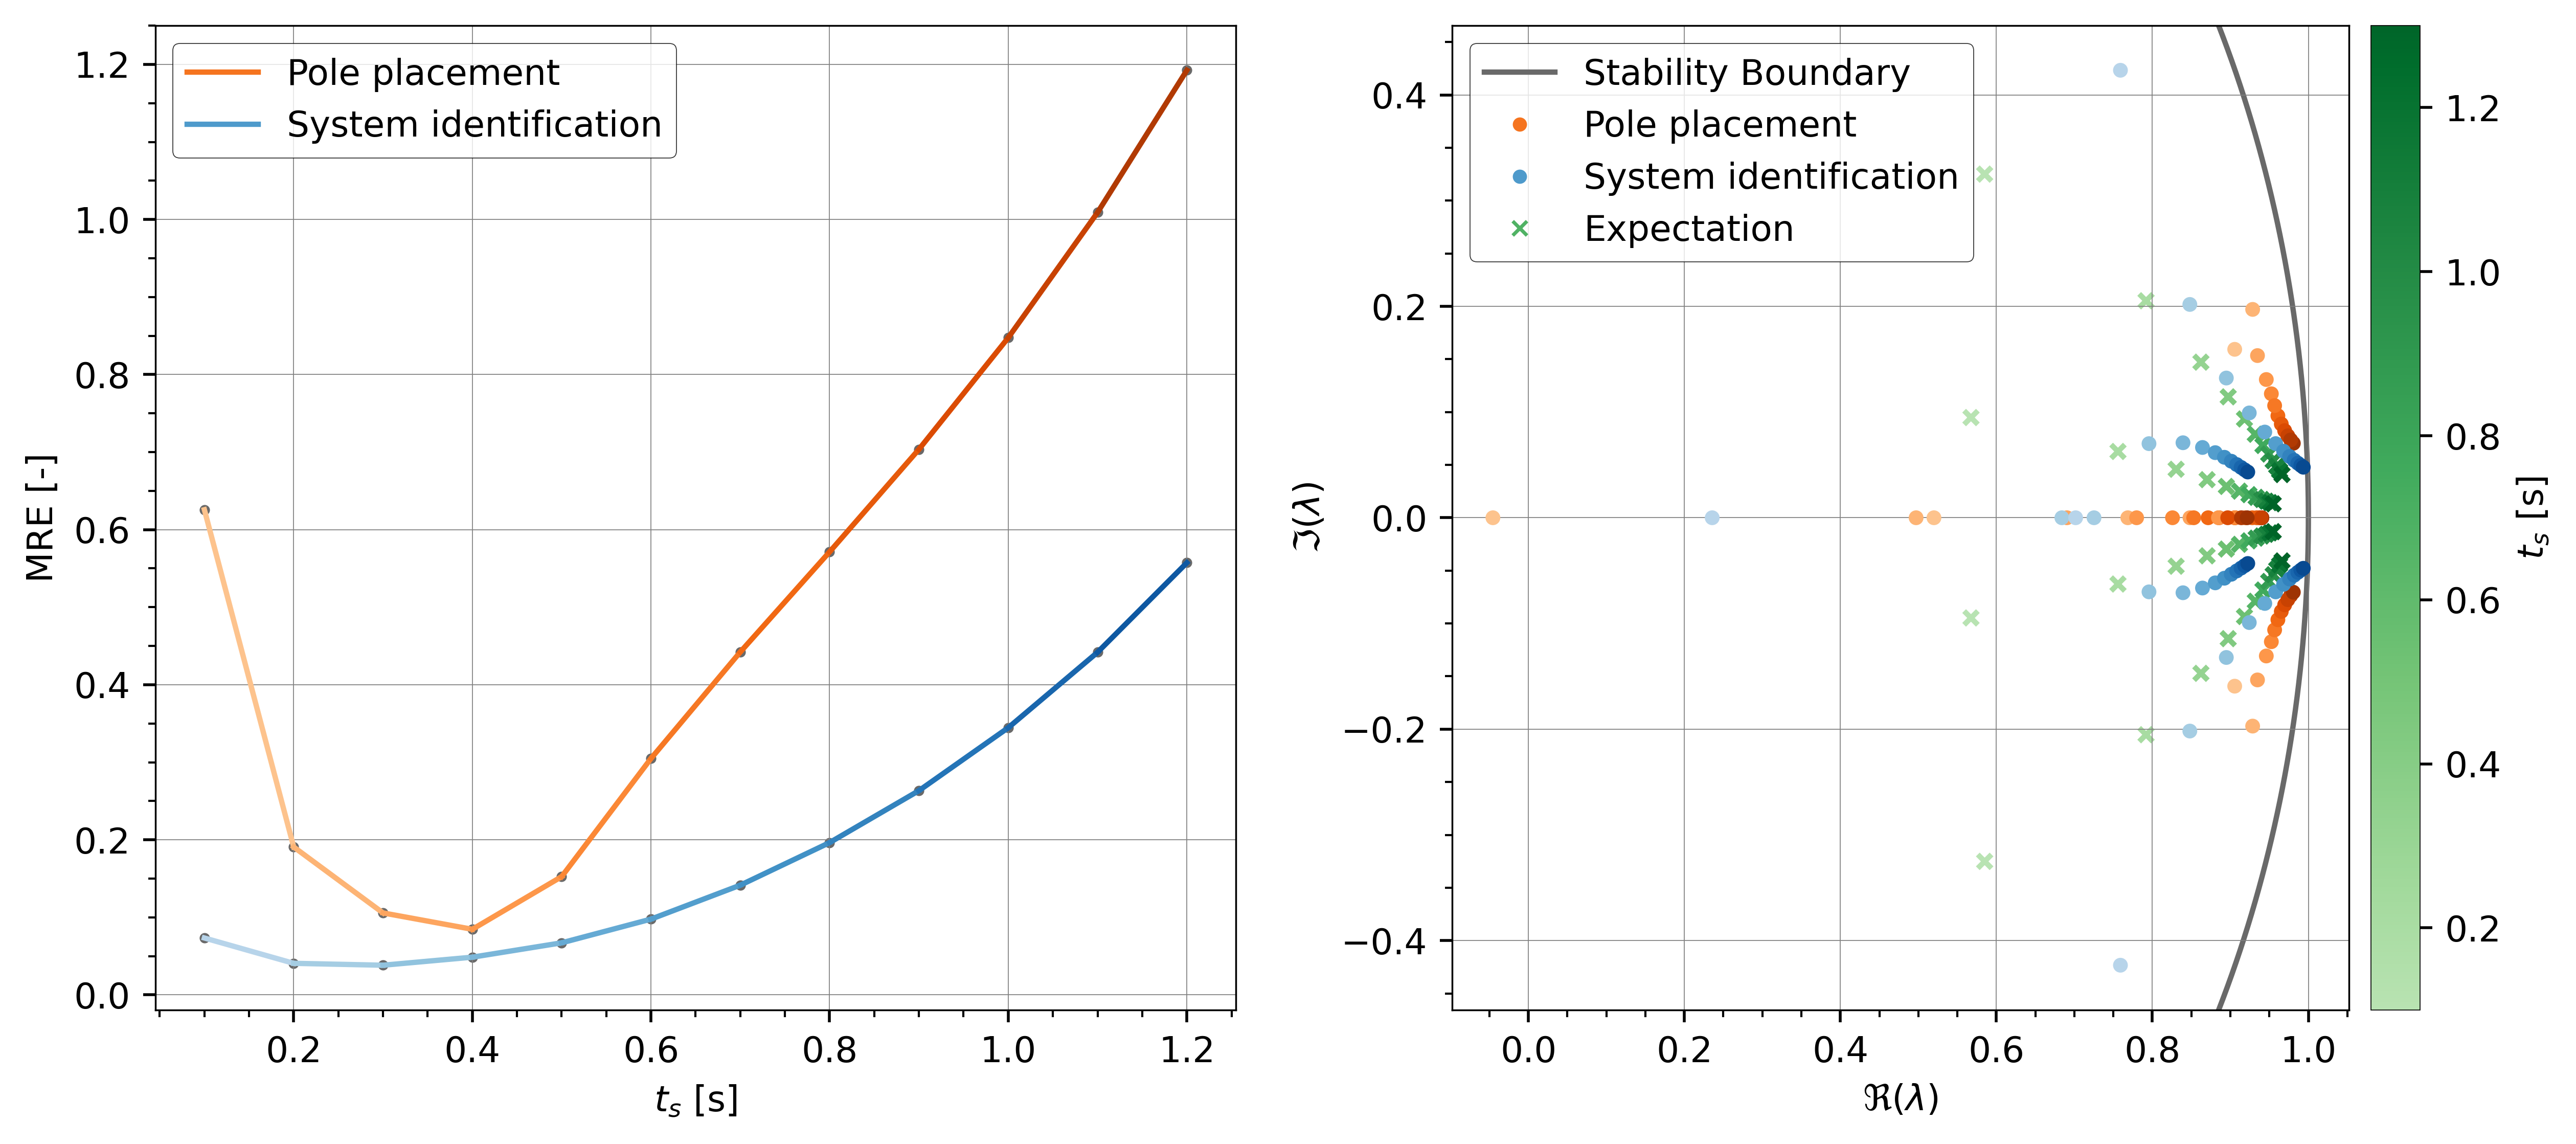 Pole placement
System identification
MRE [-]
1.2
1.0
0.8
0.6
0.4
0.2
0.0
0.2 0.4 0.6 0.8 1.0 1.2
t_s [s]
Stability Boundary
Pole placement
System identification
Expectation
ℑ(λ)
0.4
0.2
0.0
−0.2
−0.4
0.0 0.2 0.4 0.6 0.8 1.0
ℜ(λ)
1.2
1.0
0.8
0.6
0.4
0.2
t_s [s]